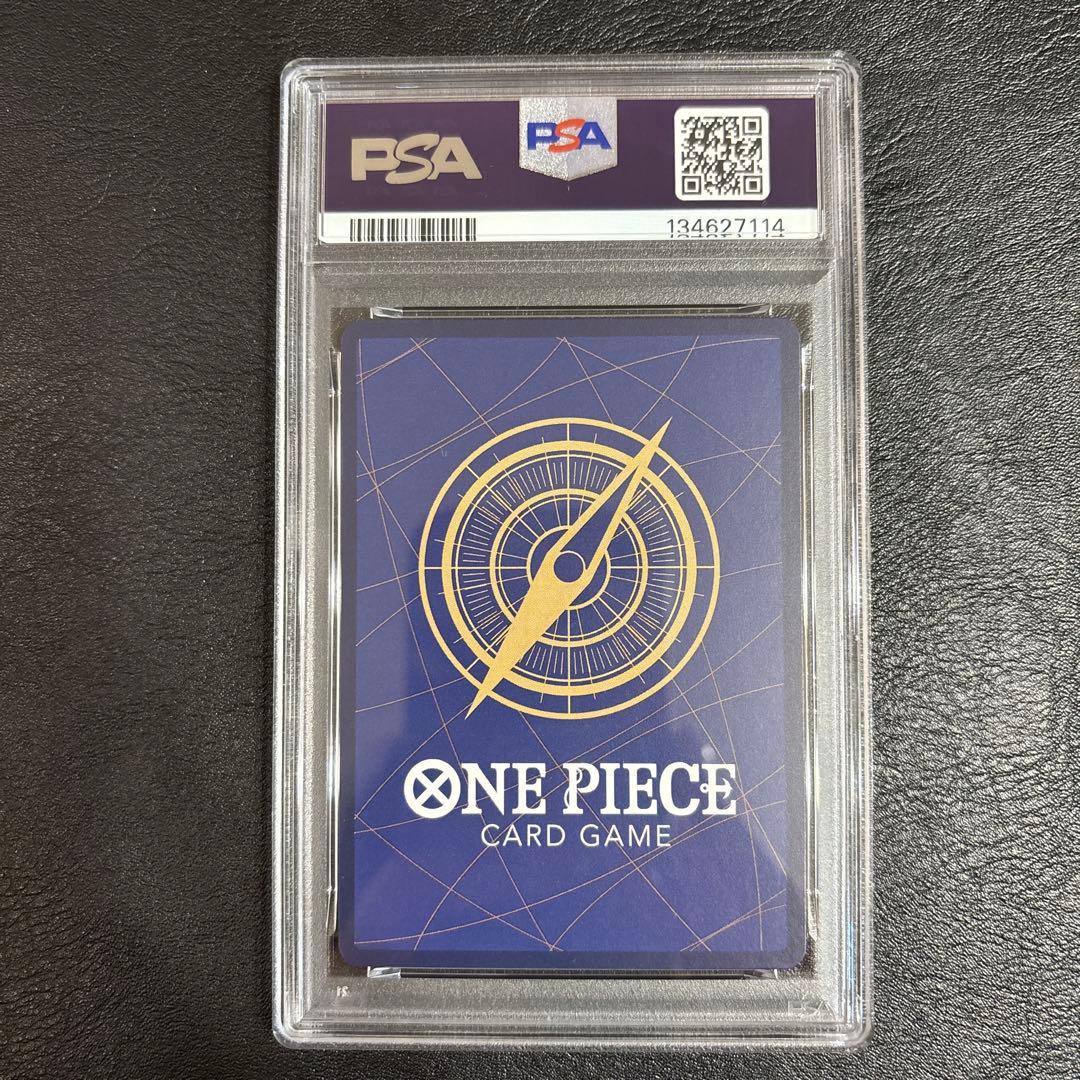 PSA
PSA
134627114
ONE PIECE
CARD GAME